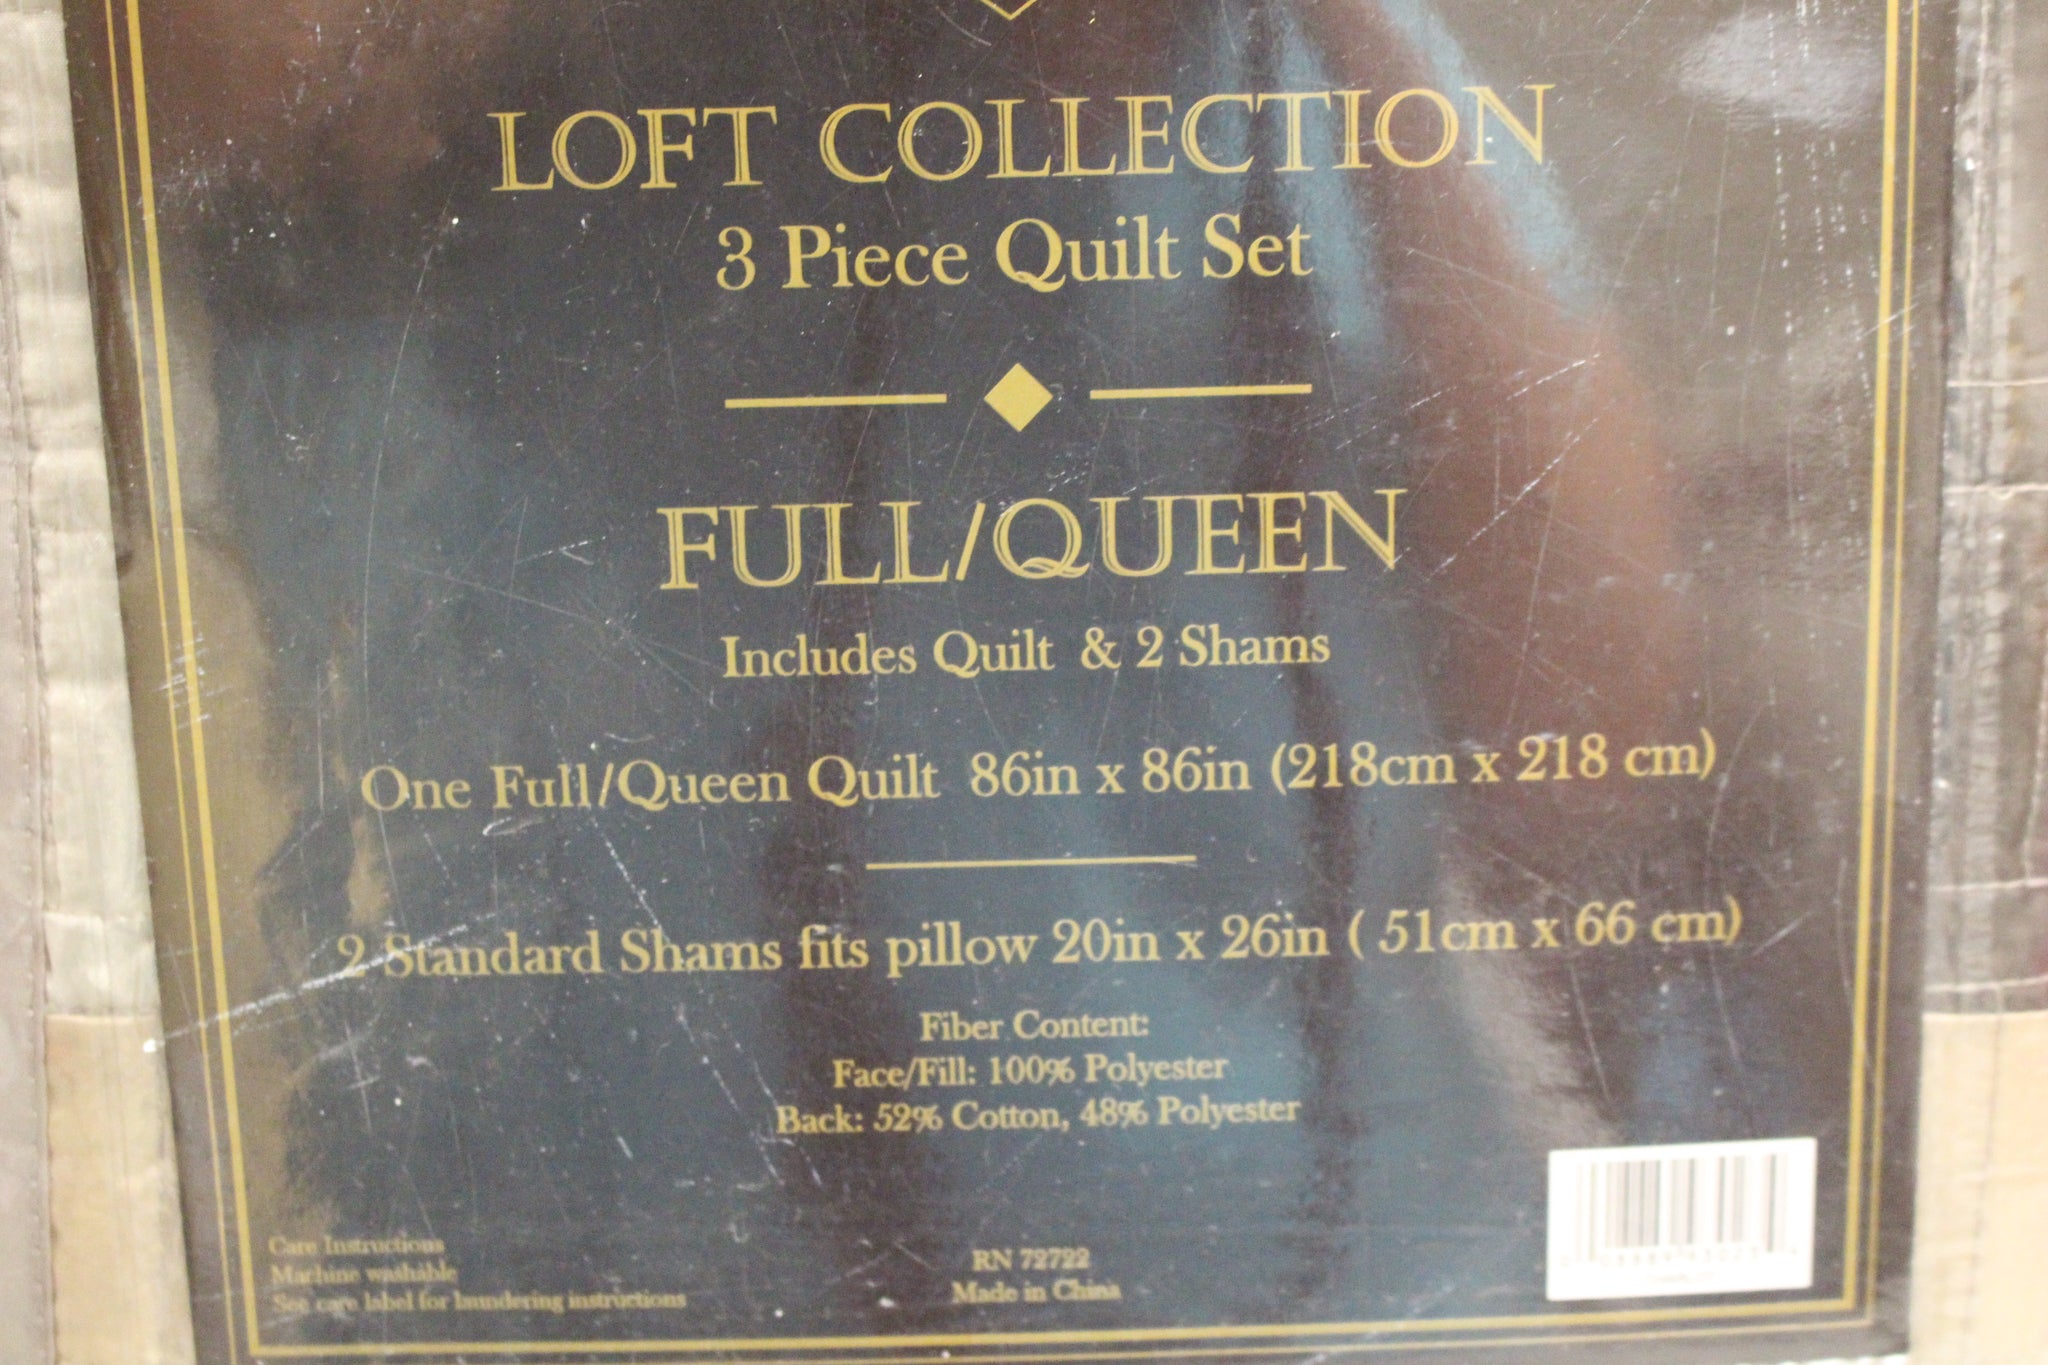 LOFT COLLECTION
3 Piece Quilt Set
FULL/QUEEN
Includes Quilt & 2 Shams
One Full/Queen Quilt 86in x 86in (218cm x 218 cm)
2 Standard Shams fits pillow 20in x 26in ( 51cm x 66 cm)
Fiber Content:
Face/Fill: 100% Polyester
Back: 52% Cotton, 48% Polyester
Care Instructions
Machine washable
See care label for laundering instructions
RN 72722
Made in China